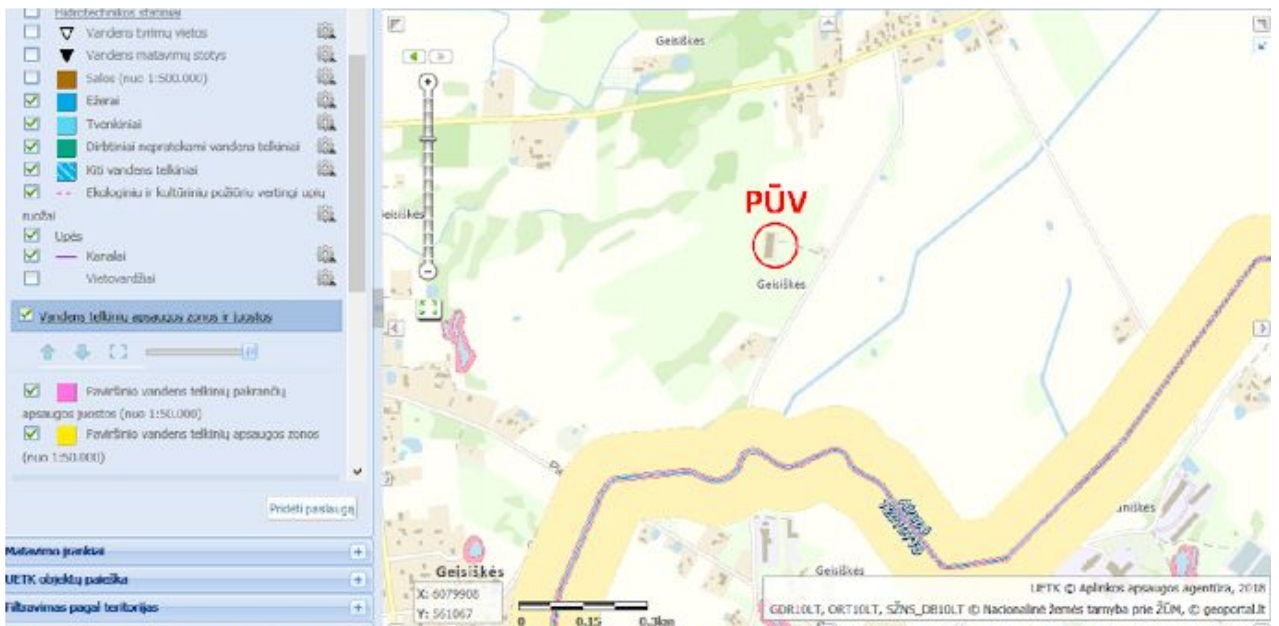 Hidrotechnikos statiniai
Vandens tyrimų vietos
Vandens matavimų stotys
Salos (nuo 1:500.000)
Ežerai
Tvenkiniai
Dirbtiniai nepratekami vandens telkiniai
Kiti vandens telkiniai
Ekologiniu ir kultūriniu požiūriu vertingi upių
ruožai
Upės
Kanalai
Vietovardžiai
Vandens telkinių apsaugos zonos ir juostos
Paviršinio vandens telkinių pakrančių
apsaugos juostos (nuo 1:50.000)
Paviršinio vandens telkinių apsaugos zonos
(nuo 1:50.000)
Pridėti paslaugą
Matavimo įrankiai
UETK objektų paieška
Filtravimas pagal teritorijas
Geisiškės
PŪV
Geisiškės
Geisiškės
Geisiškės
X: 6079908
Y: 561067
0 0.15 0.3km
UETK © Aplinkos apsaugos agentūra, 2018
GDR10LT, ORT10LT, SŽNS_DB10LT © Nacionalinė žemės tarnyba prie ŽŪM, © geoportal.lt